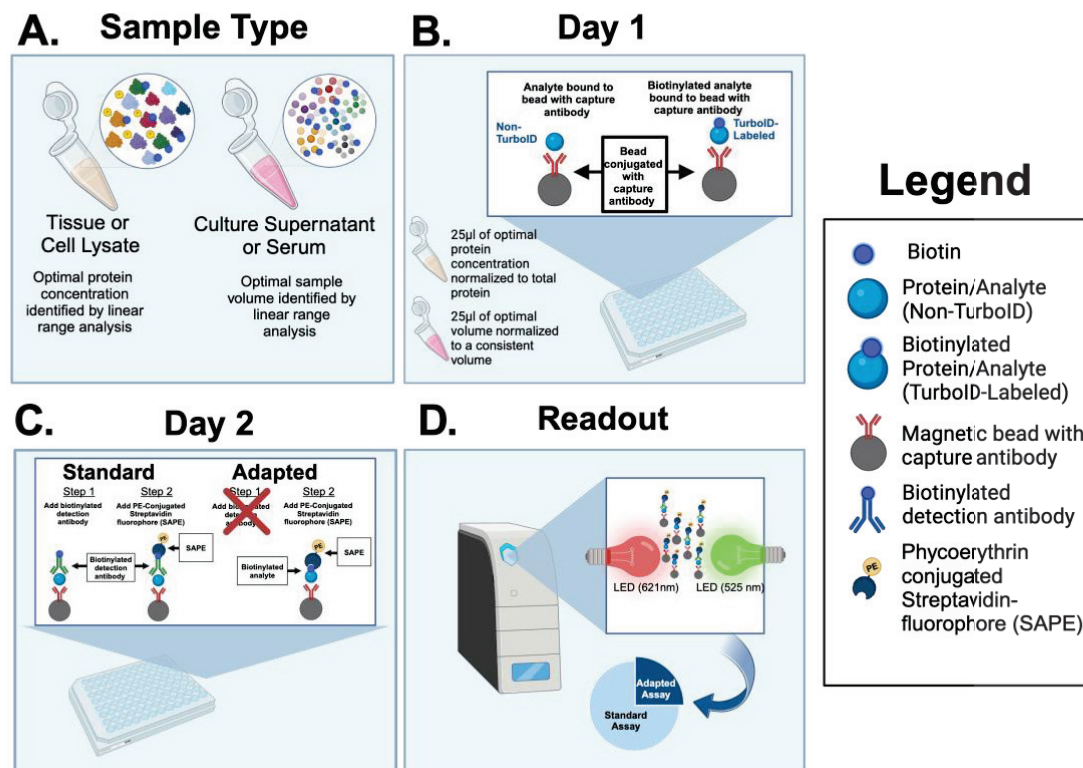 A. Sample Type
Tissue or
Cell Lysate
Optimal protein
concentration
identified by linear
range analysis
Culture Supernatant
or Serum
Optimal sample
volume identified by
linear range
analysis
B. Day 1
Analyte bound to
bead with capture
antibody
Biotinylated analyte
bound to bead with
capture antibody
Non-
TurboID
TurboID-
Labeled
Bead
conjugated
with
capture
antibody
25µl of optimal
protein
concentration
normalized to total
protein
25µl of optimal
volume normalized
to a consistent
volume
C. Day 2
Standard
Step 1
Add biotinylated
detection
antibody
Step 2
Add PE-Conjugated
Streptavidin
fluorophore (SAPE)
PE
SAPE
Biotinylated
detection
antibody
Adapted
Step 1
Add biotinylated
detection
antibody
Step 2
Add PE-Conjugated
Streptavidin
fluorophore (SAPE)
PE
SAPE
Biotinylated
analyte
D. Readout
LED (621nm)
LED (525 nm)
Adapted
Assay
Standard
Assay
Legend
Biotin
Protein/Analyte
(Non-TurboID)
Biotinylated
Protein/Analyte
(TurboID-Labeled)
Magnetic bead with
capture antibody
Biotinylated
detection antibody
PE
Phycoerythrin
conjugated
Streptavidin-
fluorophore (SAPE)